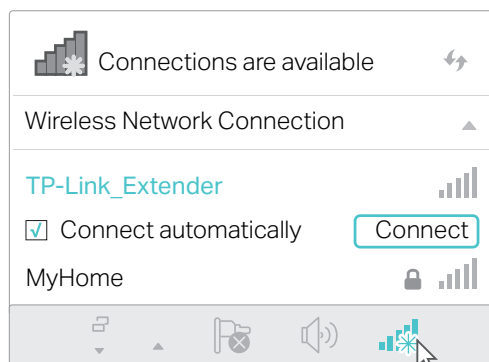 Connections are available
Wireless Network Connection
TP-Link_Extender
Connect automatically
Connect
MyHome